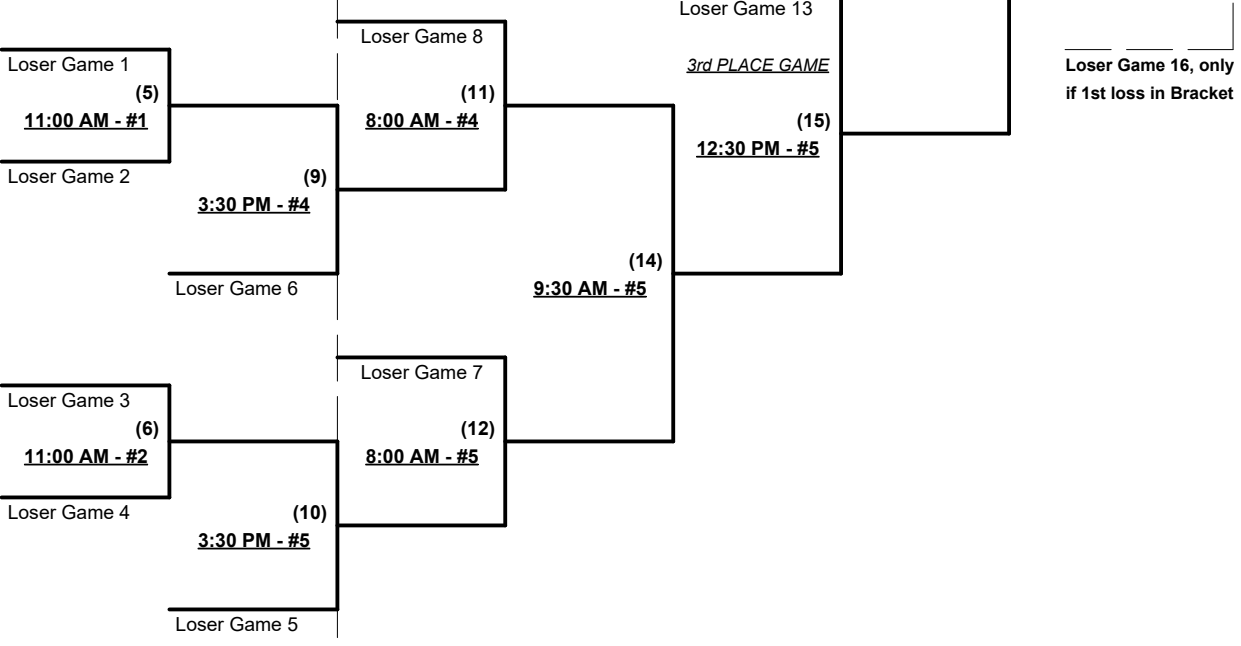 Loser Game 13
Loser Game 8
Loser Game 1
3rd PLACE GAME
Loser Game 16, only
if 1st loss in Bracket
(5)
11:00 AM - #1
(11)
8:00 AM - #4
(15)
12:30 PM - #5
Loser Game 2
(9)
3:30 PM - #4
(14)
9:30 AM - #5
Loser Game 6
Loser Game 7
Loser Game 3
(6)
11:00 AM - #2
(12)
8:00 AM - #5
Loser Game 4
(10)
3:30 PM - #5
Loser Game 5